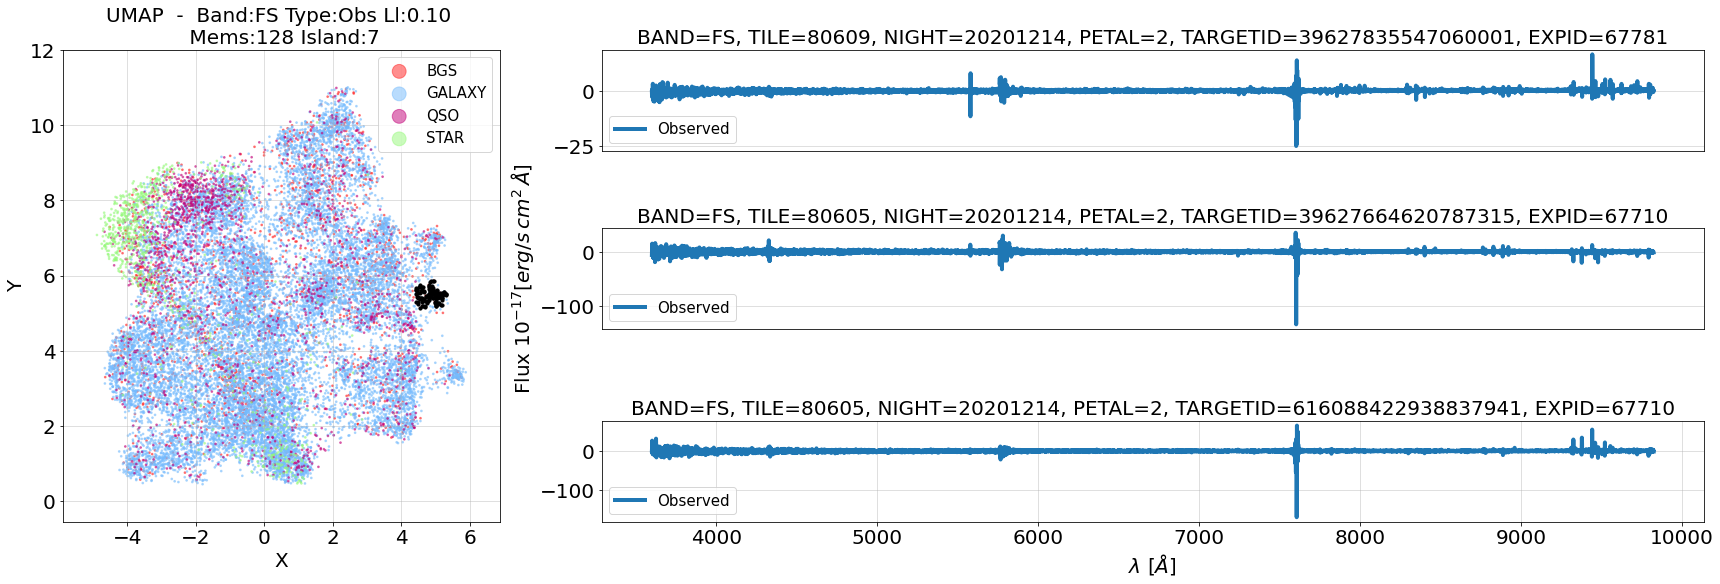 UMAP  -  Band:FS Type:Obs Ll:0.10
Mems:128 Island:7
12
10
8
6
4
2
0
Y
−4
−2
0
2
4
6
X
BGS
GALAXY
QSO
STAR
Flux 10⁻¹⁷[erg/s cm² Å]
BAND=FS, TILE=80609, NIGHT=20201214, PETAL=2, TARGETID=39627835547060001, EXPID=67781
0
−25
Observed
BAND=FS, TILE=80605, NIGHT=20201214, PETAL=2, TARGETID=39627664620787315, EXPID=67710
0
−100
Observed
BAND=FS, TILE=80605, NIGHT=20201214, PETAL=2, TARGETID=616088422938837941, EXPID=67710
0
−100
Observed
4000
5000
6000
7000
8000
9000
10000
λ [Å]